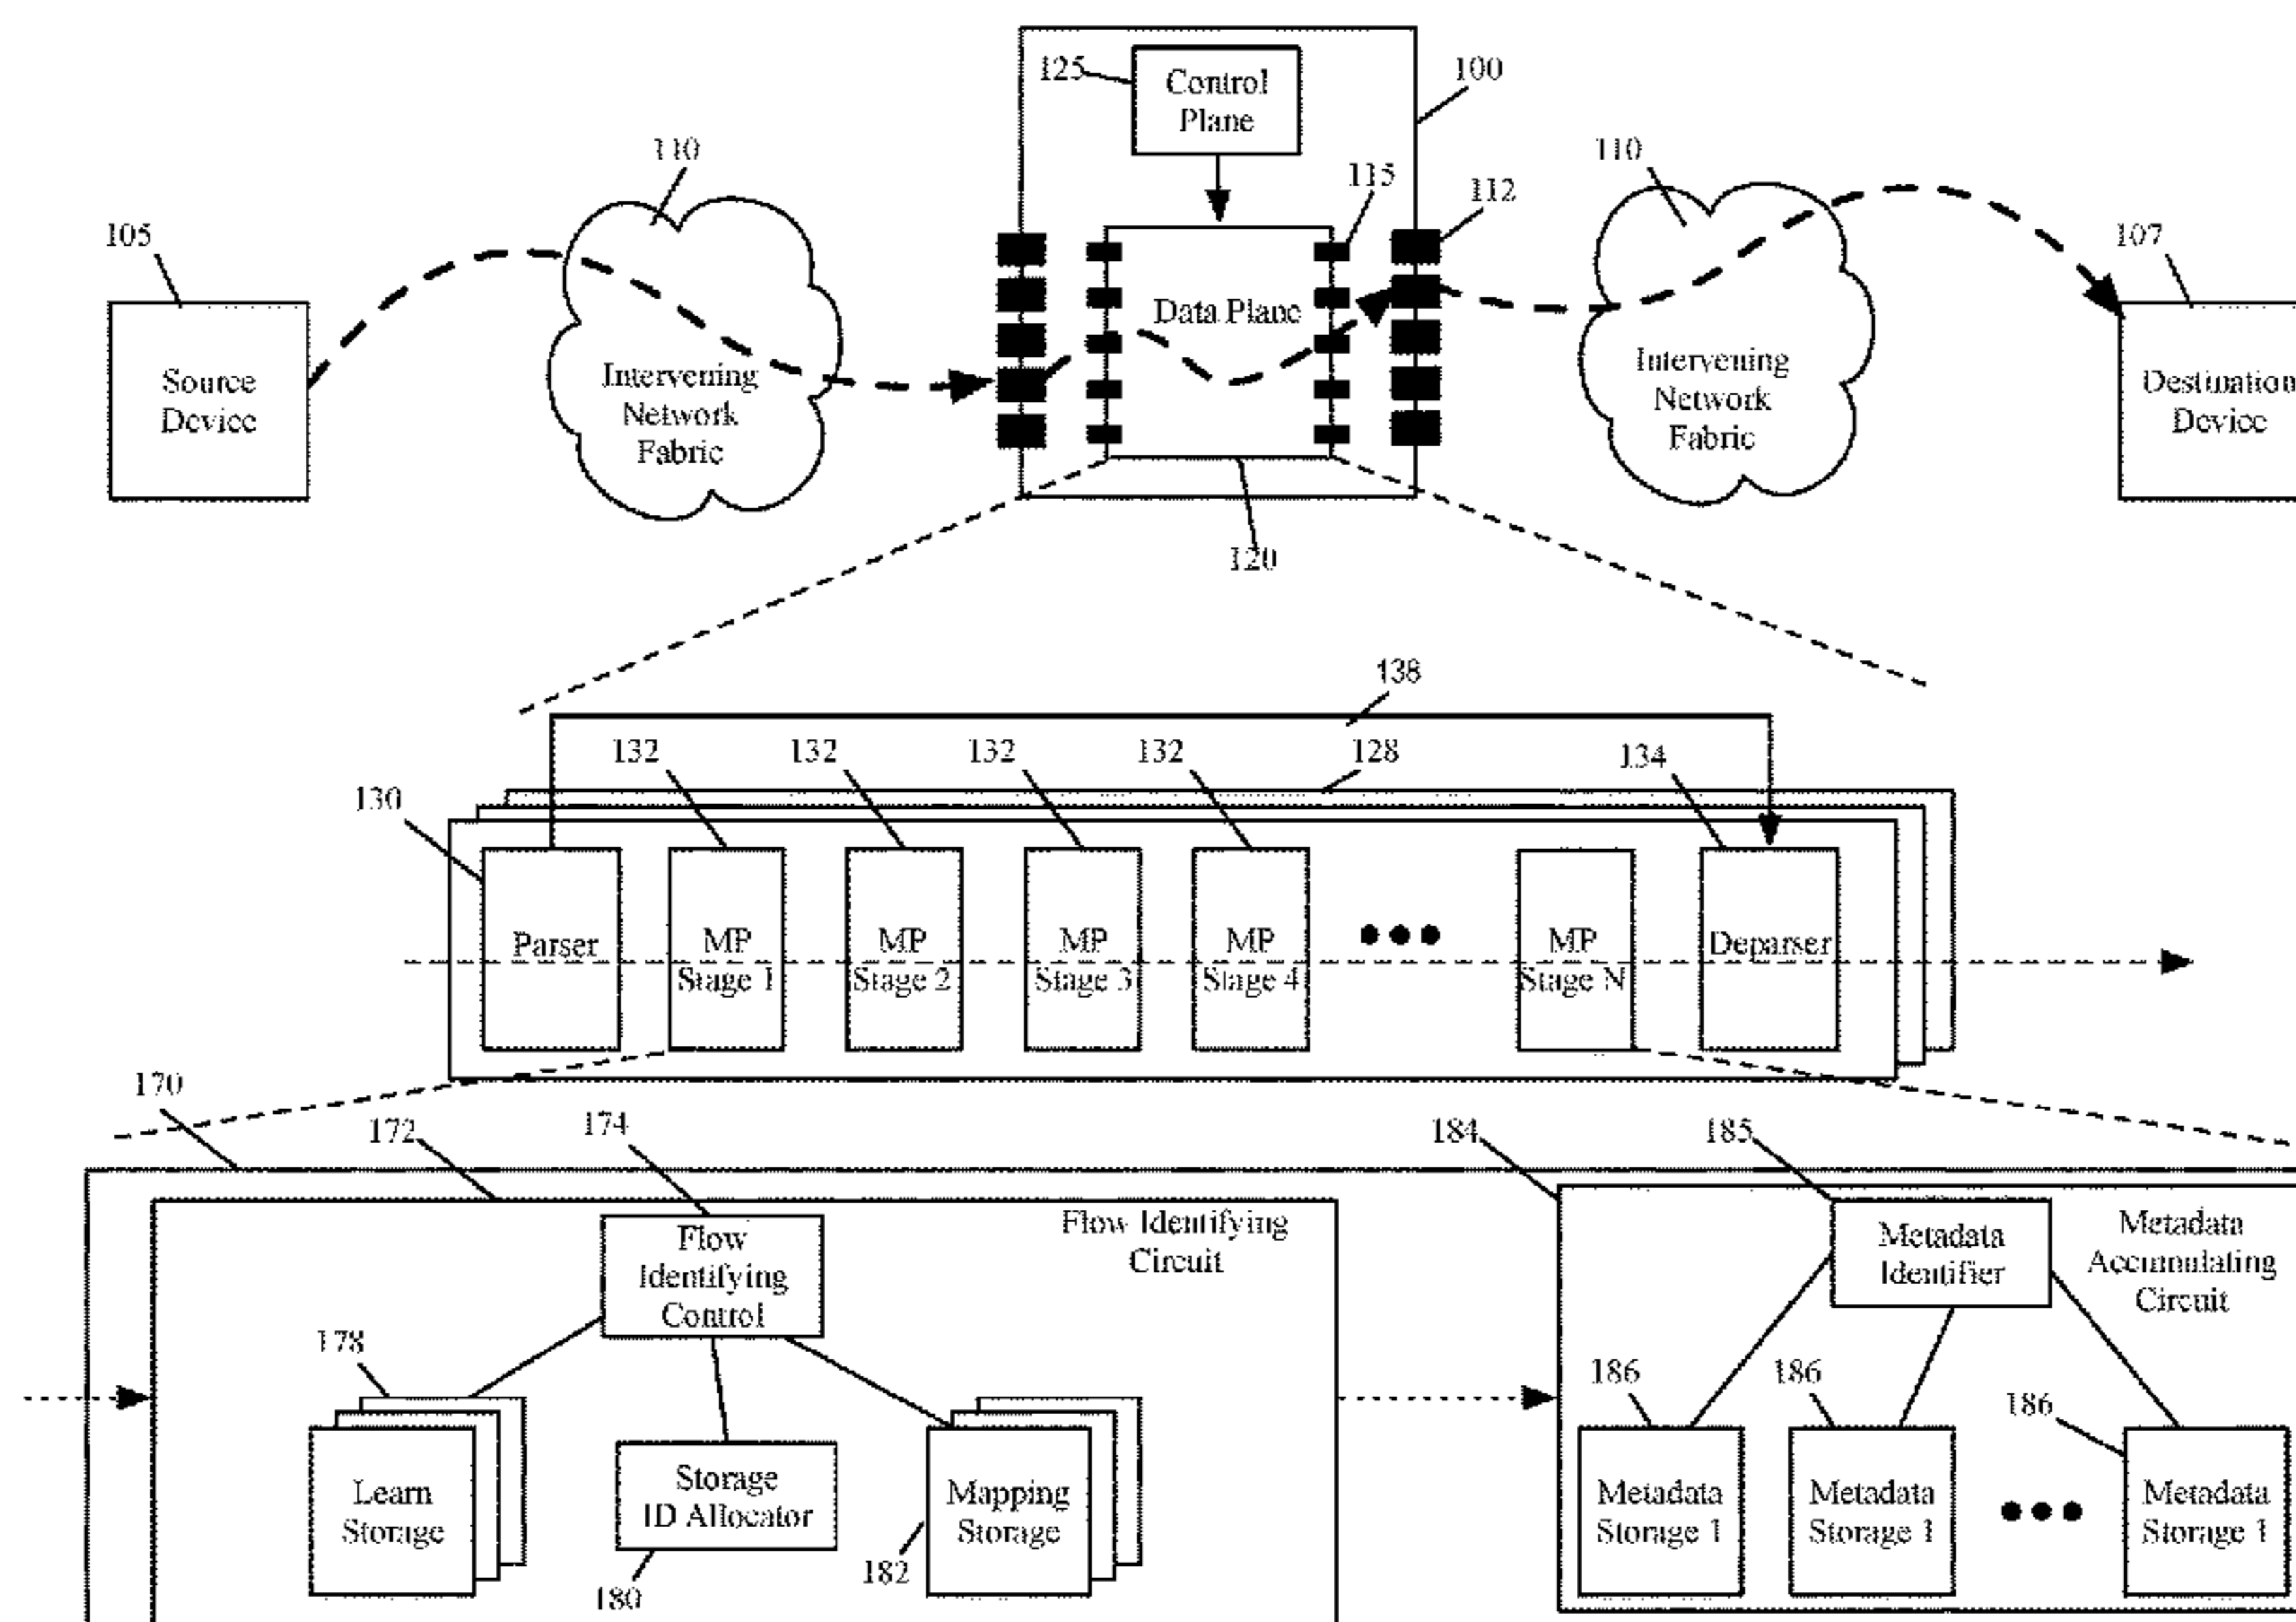 125
Control
Plane
100
110
110
115
112
105
107
Data Plane
Source
Device
Intervening
Network
Fabric
Intervening
Network
Fabric
Destination
Device
120
138
132
132
132
132
128
134
130
Parser
MP
Stage 1
MP
Stage 2
MP
Stage 3
MP
Stage 4
MP
Stage N
Deparser
170
172
174
184
185
Flow
Identifying
Control
Flow Identifying
Circuit
Metadata
Identifier
Metadata
Accumulating
Circuit
178
186
186
186
Learn
Storage
Storage
ID Allocator
Mapping
Storage
Metadata
Storage 1
Metadata
Storage 1
Metadata
Storage 1
180
182